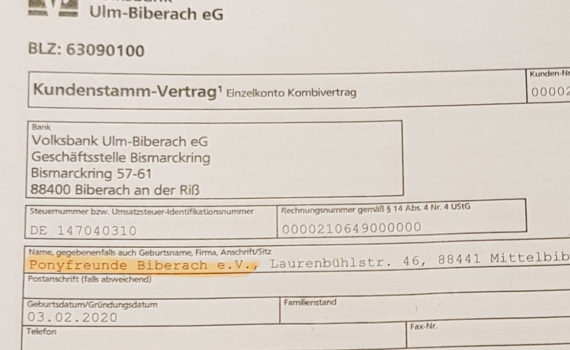 Ulm-Biberach eG
BLZ: 63090100
Kunden-Nr
Kundenstamm-Vertrag¹ Einzelkonto Kombivertrag
00002
Bank
Volksbank Ulm-Biberach eG
Geschäftsstelle Bismarckring
Bismarckring 57-61
88400 Biberach an der Riß
Steuernummer bzw. Umsatzsteuer-Identifikationsnummer
DE 147040310
Rechnungsnummer gemäß § 14 Abs. 4 Nr. 4 UStG
0000210649000000
Name, gegebenenfalls auch Geburtsname, Firma, Anschrift/Sitz
Ponyfreunde Biberach e.V., Laurenbühlstr. 46, 88441 Mittelbib
Postanschrift (falls abweichend)
Geburtsdatum/Gründungsdatum
03.02.2020
Familienstand
Telefon
Fax-Nr.